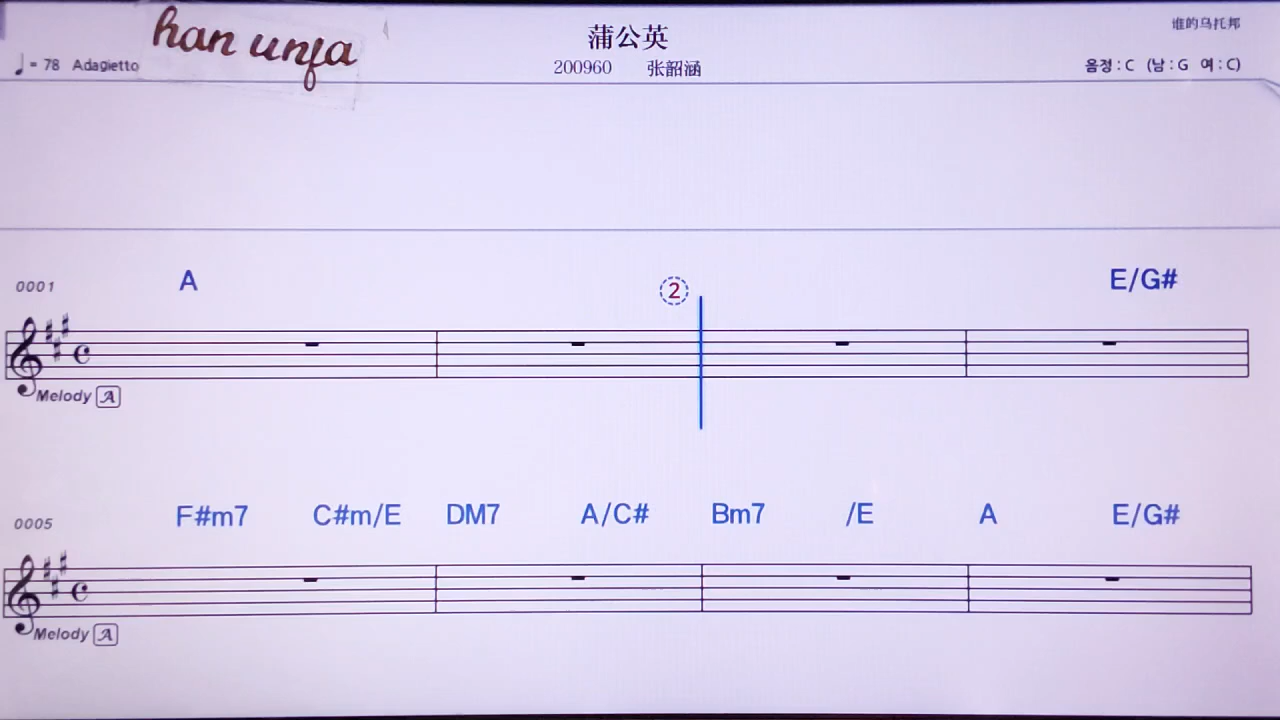 han unfa
蒲公英
谁的乌托邦
♩= 78 Adagietto
200960 张韶涵
음정 : C (남 : G 여 : C)
0001 A ② E/G#
Melody A
0005 F#m7 C#m/E DM7 A/C# Bm7 /E A E/G#
Melody A